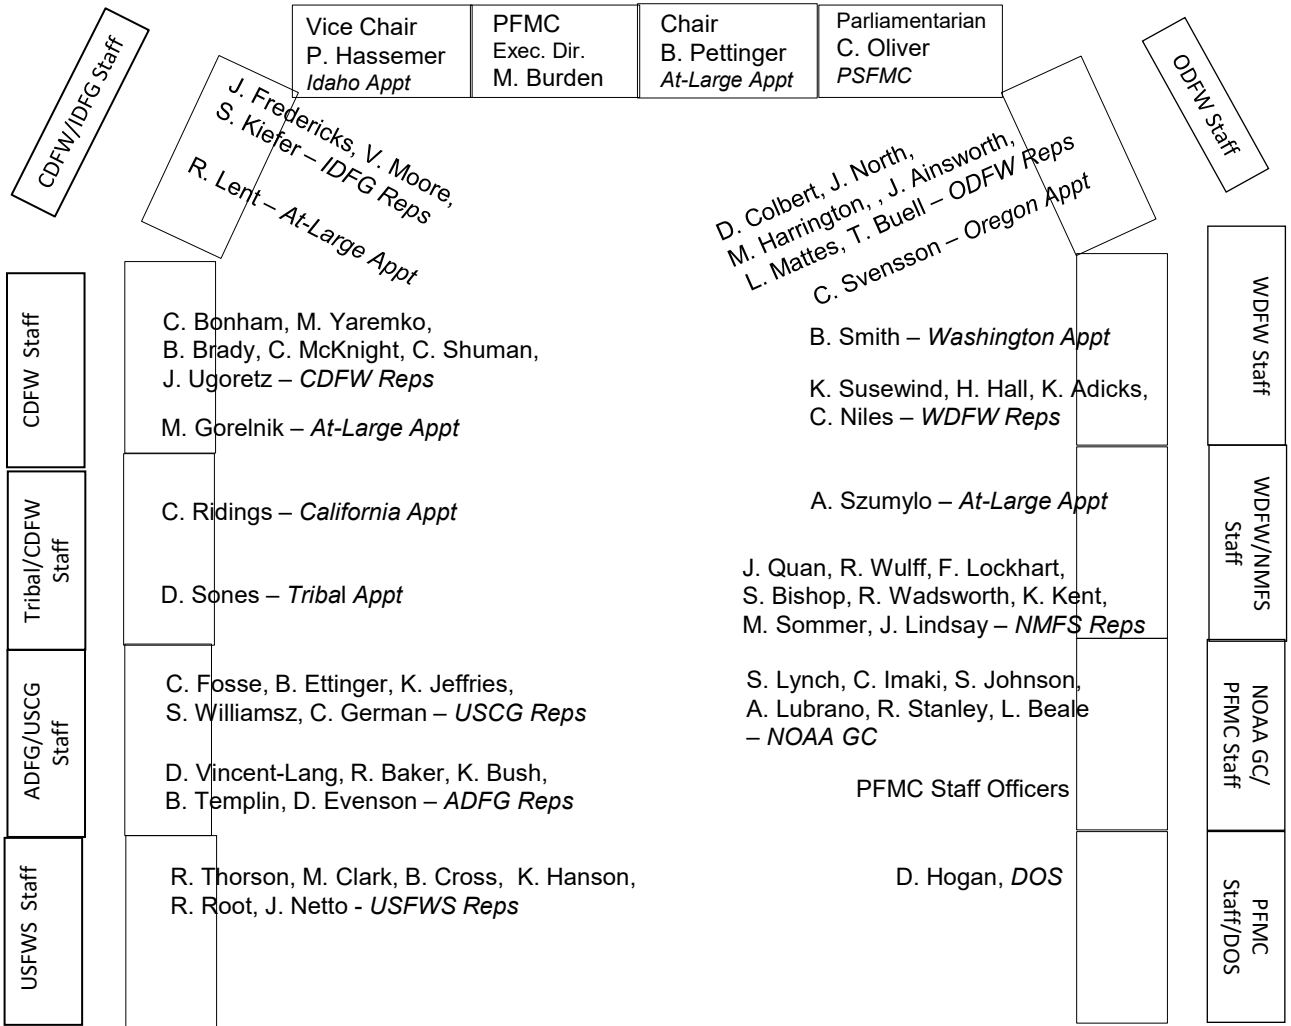 Vice Chair
P. Hassemer
Idaho Appt
PFMC
Exec. Dir.
M. Burden
Chair
B. Pettinger
At-Large Appt
Parliamentarian
C. Oliver
PSFMC
CDFW/IDFG Staff
J. Fredericks, V. Moore,
S. Kiefer – IDFG Reps
R. Lent – At-Large Appt
ODFW Staff
D. Colbert, J. North,
M. Harrington, , J. Ainsworth,
L. Mattes, T. Buell – ODFW Reps
C. Svensson – Oregon Appt
CDFW Staff
C. Bonham, M. Yaremko,
B. Brady, C. McKnight, C. Shuman,
J. Ugoretz – CDFW Reps
M. Gorelnik – At-Large Appt
B. Smith – Washington Appt
K. Susewind, H. Hall, K. Adicks,
C. Niles – WDFW Reps
WDFW Staff
Tribal/CDFW
Staff
C. Ridings – California Appt
D. Sones – Tribal Appt
A. Szumylo – At-Large Appt
J. Quan, R. Wulff, F. Lockhart,
S. Bishop, R. Wadsworth, K. Kent,
M. Sommer, J. Lindsay – NMFS Reps
WDFW/NMFS
Staff
ADFG/USCG
Staff
C. Fosse, B. Ettinger, K. Jeffries,
S. Williamsz, C. German – USCG Reps
D. Vincent-Lang, R. Baker, K. Bush,
B. Templin, D. Evenson – ADFG Reps
S. Lynch, C. Imaki, S. Johnson,
A. Lubrano, R. Stanley, L. Beale
– NOAA GC
PFMC Staff Officers
NOAA GC/
PFMC Staff
USFWS Staff
R. Thorson, M. Clark, B. Cross, K. Hanson,
R. Root, J. Netto - USFWS Reps
D. Hogan, DOS
PFMC
Staff/DOS